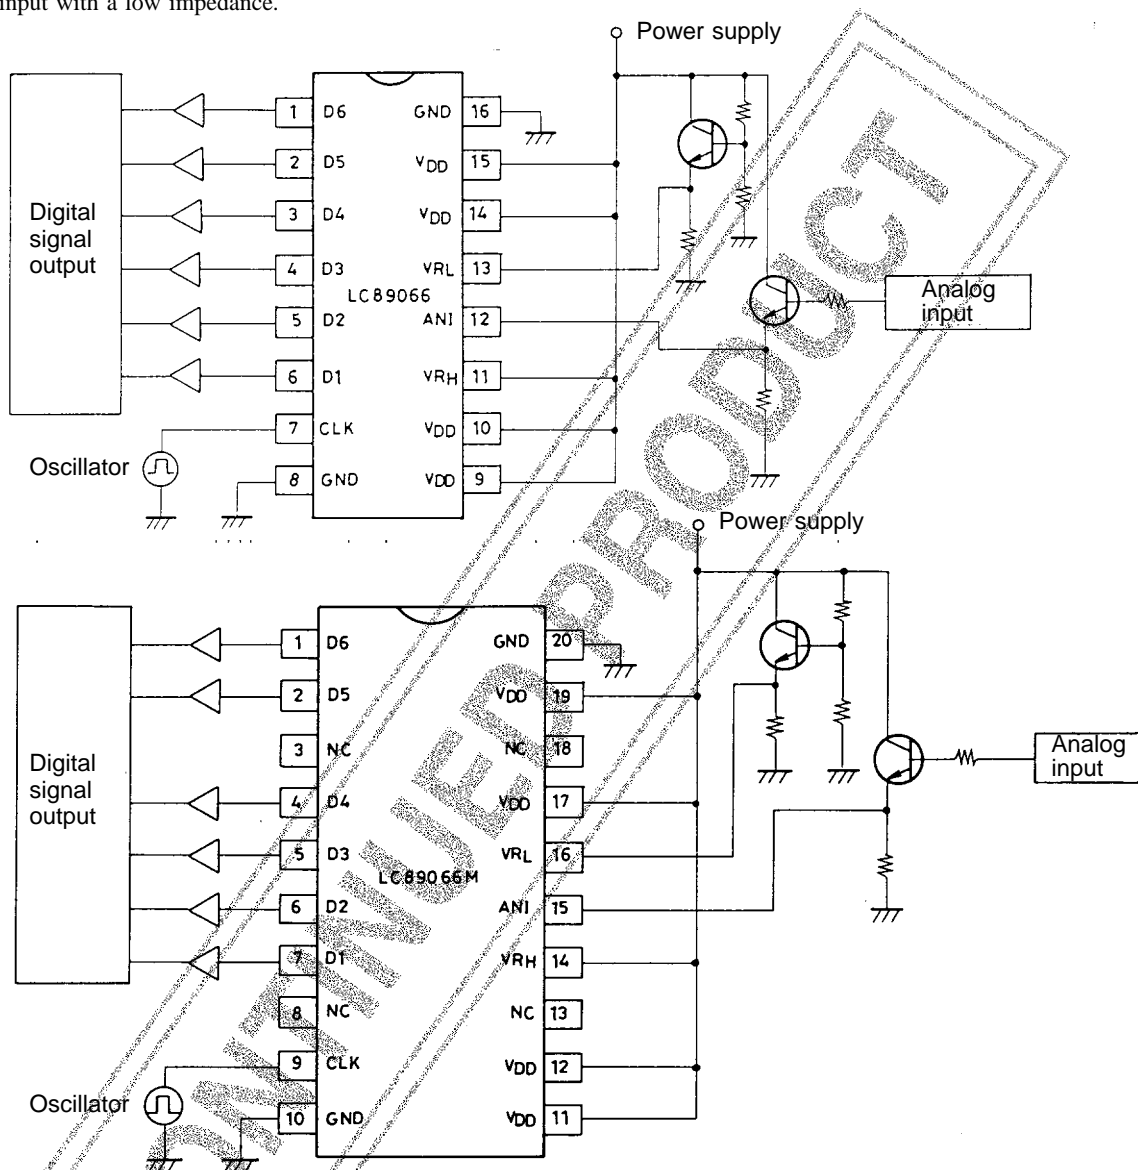 input with a low impedance.
Power supply
Digital
signal
output
1 D6
2 D5
3 D4
4 D3
5 D2
6 D1
7 CLK
8 GND
LC89066
GND 16
VDD 15
VDD 14
VRL 13
ANI 12
VRH 11
VDD 10
VDD 9
Analog
input
Oscillator
Power supply
Digital
signal
output
1 D6
2 D5
3 NC
4 D4
5 D3
6 D2
7 D1
8 NC
9 CLK
10 GND
LC89066M
GND 20
VDD 19
NC 18
VDD 17
VRL 16
ANI 15
VRH 14
NC 13
VDD 12
VDD 11
Analog
input
Oscillator
ONTINUED PRODUCT